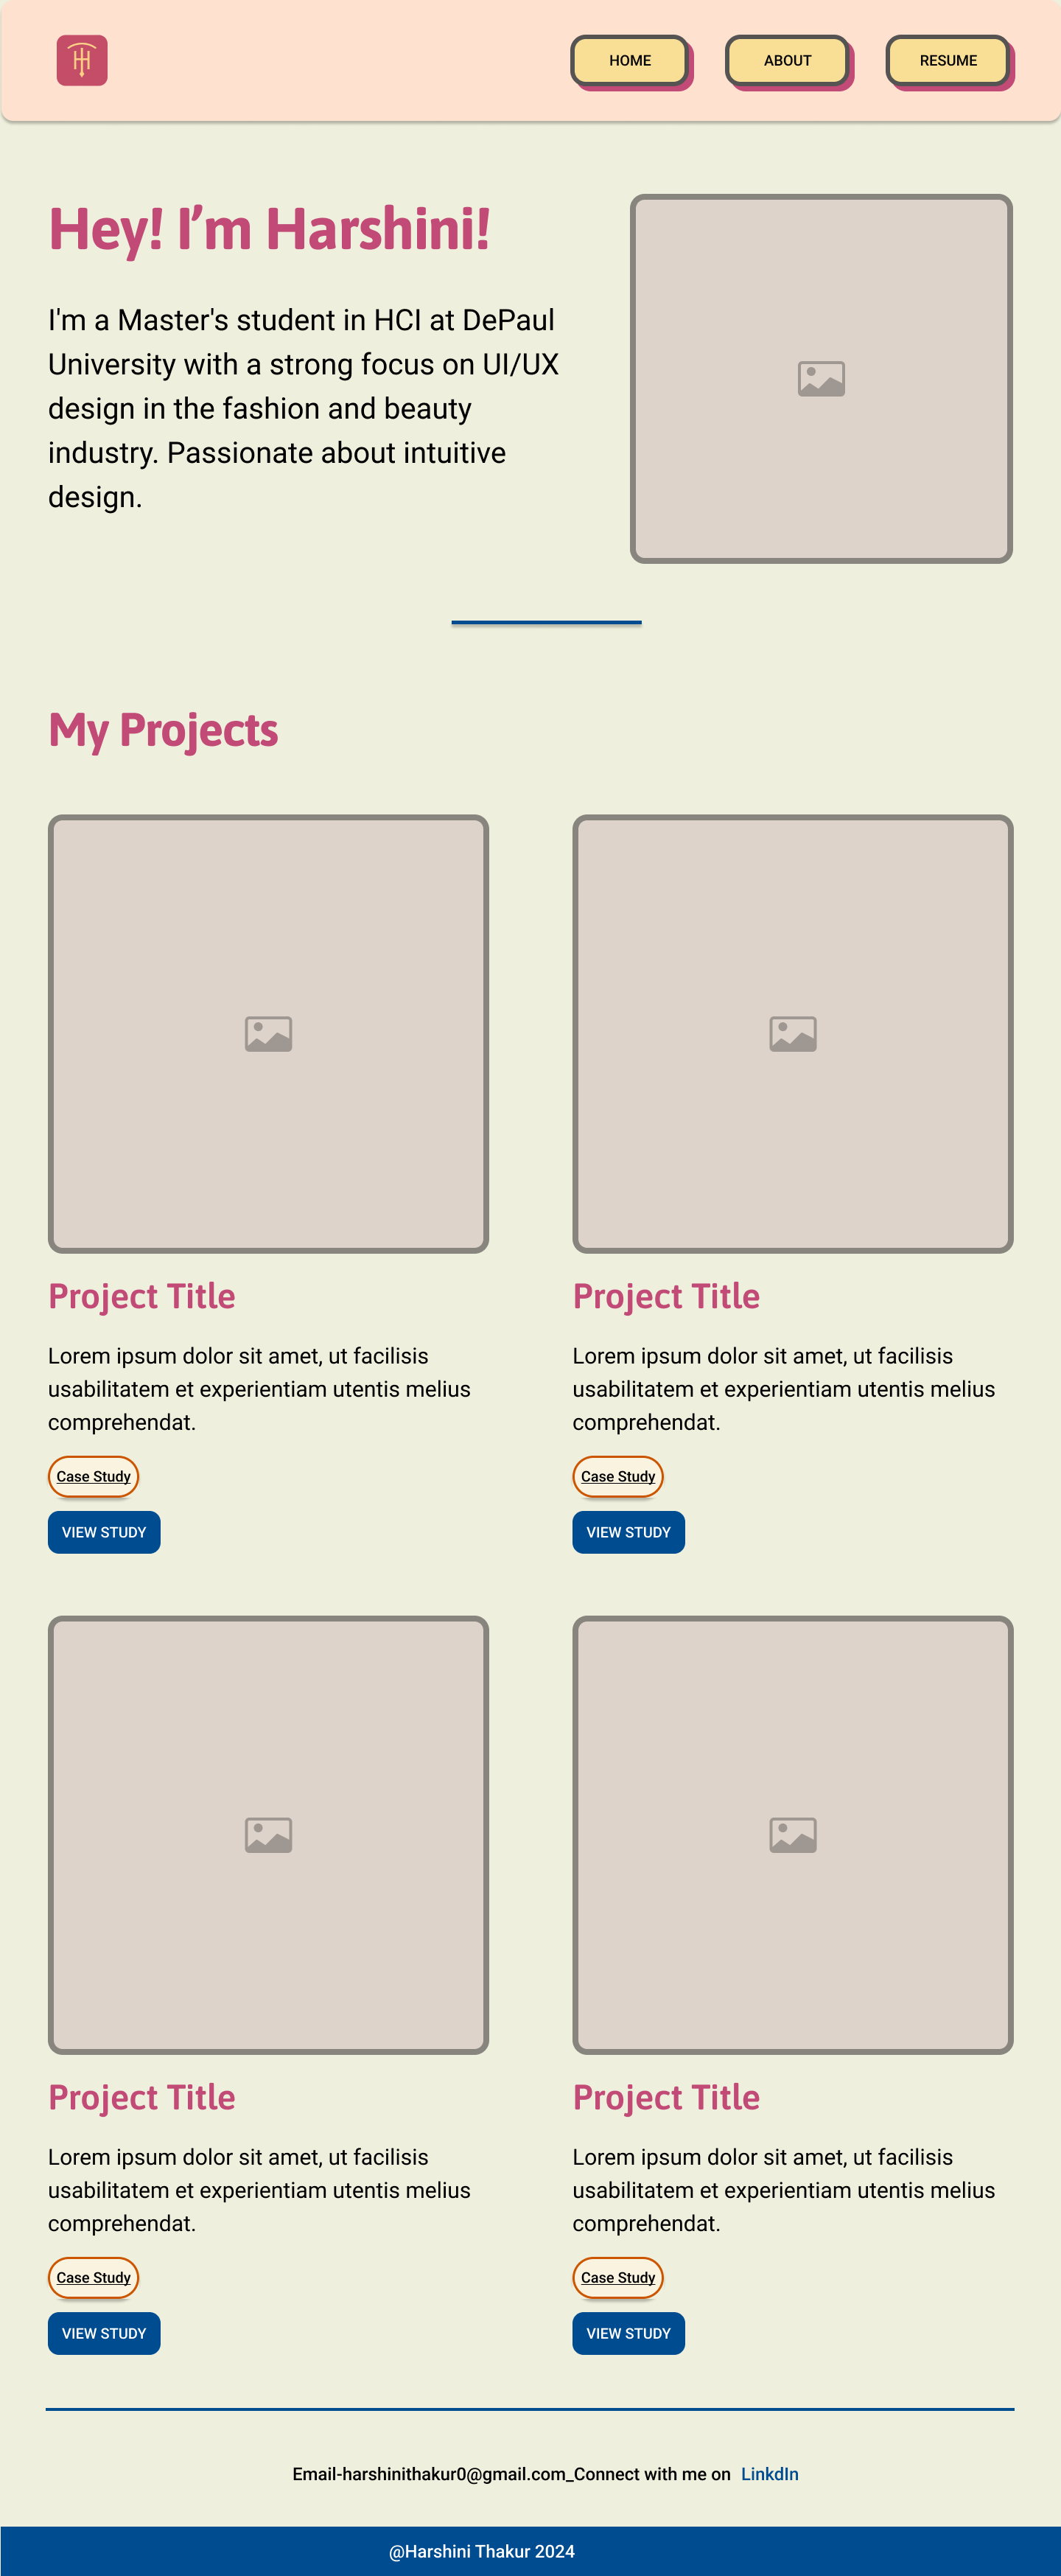 HOME
ABOUT
RESUME
Hey! I’m Harshini!
I'm a Master's student in HCI at DePaul
University with a strong focus on UI/UX
design in the fashion and beauty
industry. Passionate about intuitive
design.
My Projects
Project Title
Lorem ipsum dolor sit amet, ut facilisis
usabilitatem et experientiam utentis melius
comprehendat.
Case Study
VIEW STUDY
Project Title
Lorem ipsum dolor sit amet, ut facilisis
usabilitatem et experientiam utentis melius
comprehendat.
Case Study
VIEW STUDY
Project Title
Lorem ipsum dolor sit amet, ut facilisis
usabilitatem et experientiam utentis melius
comprehendat.
Case Study
VIEW STUDY
Project Title
Lorem ipsum dolor sit amet, ut facilisis
usabilitatem et experientiam utentis melius
comprehendat.
Case Study
VIEW STUDY
Email-harshinithakur0@gmail.com_Connect with me on LinkdIn
@Harshini Thakur 2024